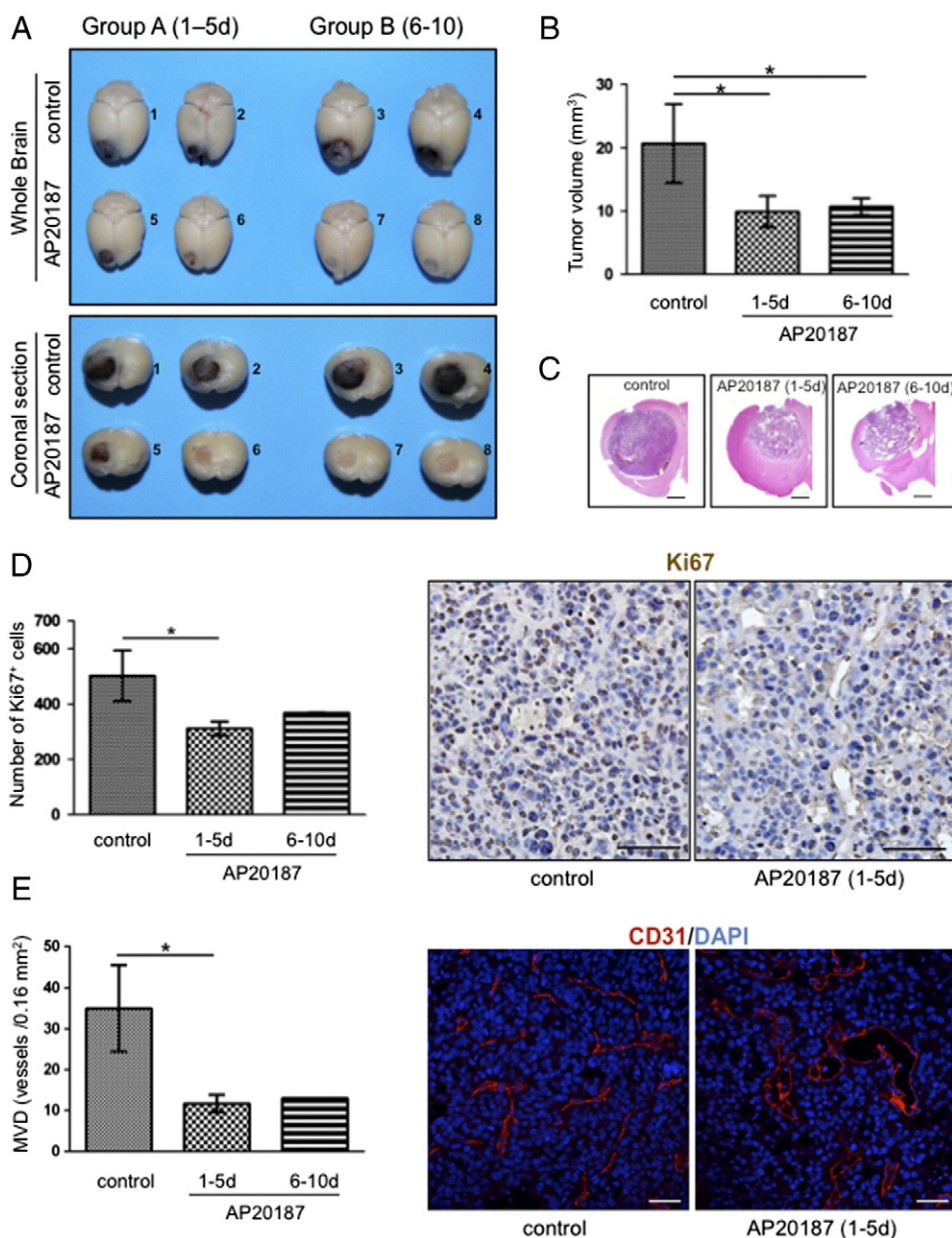 A
Group A (1–5d)
Group B (6-10)
Whole Brain
control
AP20187
1
2
3
4
1
5
6
7
8
Coronal section
control
AP20187
1
2
3
4
5
6
7
8
B
Tumor volume (mm³)
30
20
10
0
*
*
control
1-5d
6-10d
AP20187
C
control
AP20187 (1-5d)
AP20187 (6-10d)
D
Number of Ki67⁺ cells
700
600
400
200
0
*
control
1-5d
6-10d
AP20187
Ki67
control
AP20187 (1-5d)
E
MVD (vessels /0.16 mm²)
50
40
30
20
10
0
*
control
1-5d
6-10d
AP20187
CD31/DAPI
control
AP20187 (1-5d)